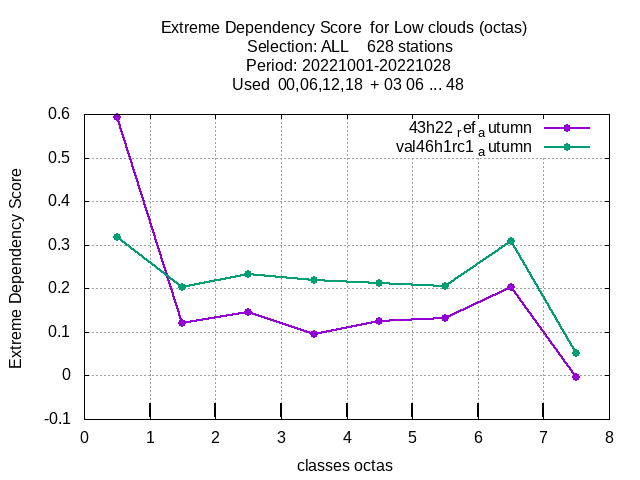 Extreme Dependency Score for Low clouds (octas)
Selection: ALL 628 stations
Period: 20221001-20221028
Used 00,06,12,18 + 03 06 ... 48
43h22 ref autumn
val46h1rc1 autumn
Extreme Dependency Score
0.6
0.5
0.4
0.3
0.2
0.1
0
-0.1
0 1 2 3 4 5 6 7 8
classes octas